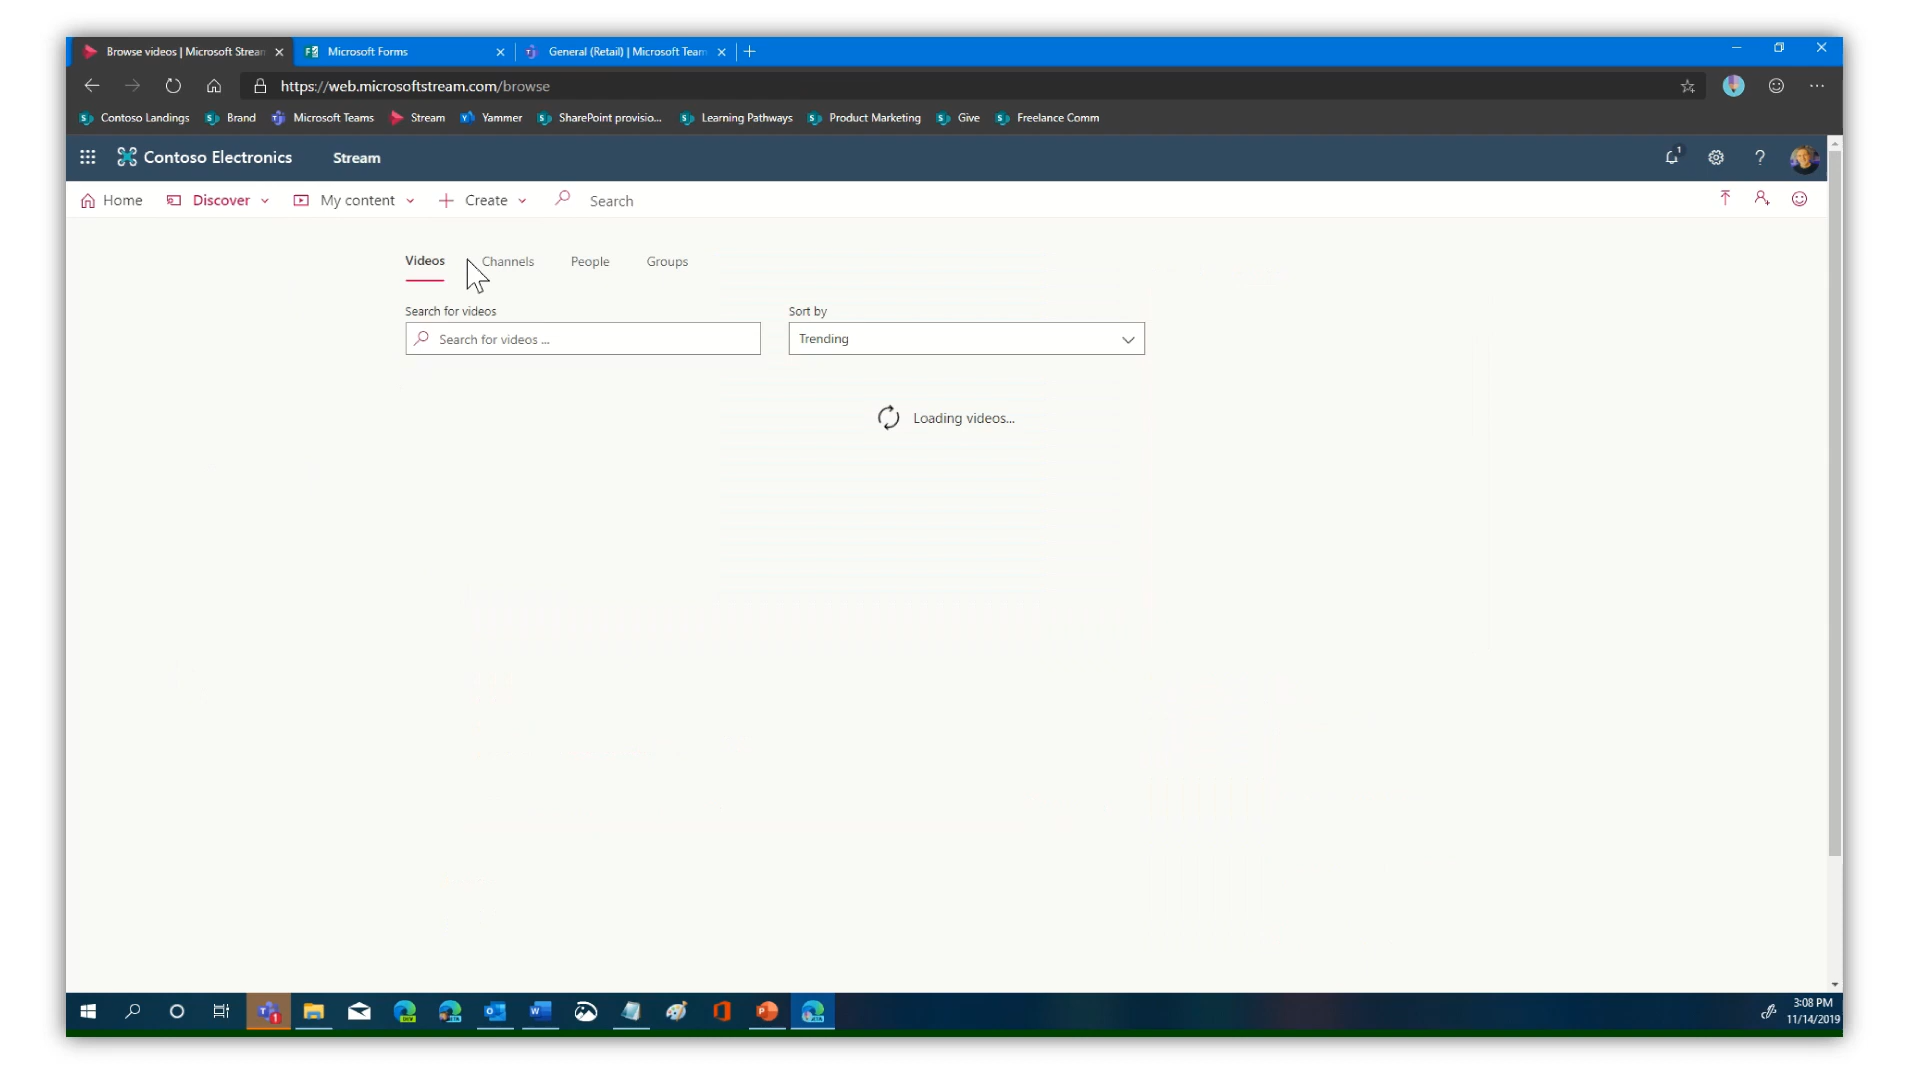 Browse videos | Microsoft Stream
Microsoft Forms
General (Retail) | Microsoft Team
https://web.microsoftstream.com/browse
Contoso Landings
Brand
Microsoft Teams
Stream
Yammer
SharePoint provisio...
Learning Pathways
Product Marketing
Give
Freelance Comm
Contoso Electronics
Stream
1
?
Home
Discover
My content
Create
Search
Videos
Channels
People
Groups
Search for videos
Sort by
Search for videos ...
Trending
Loading videos...
3:08 PM
11/14/2019